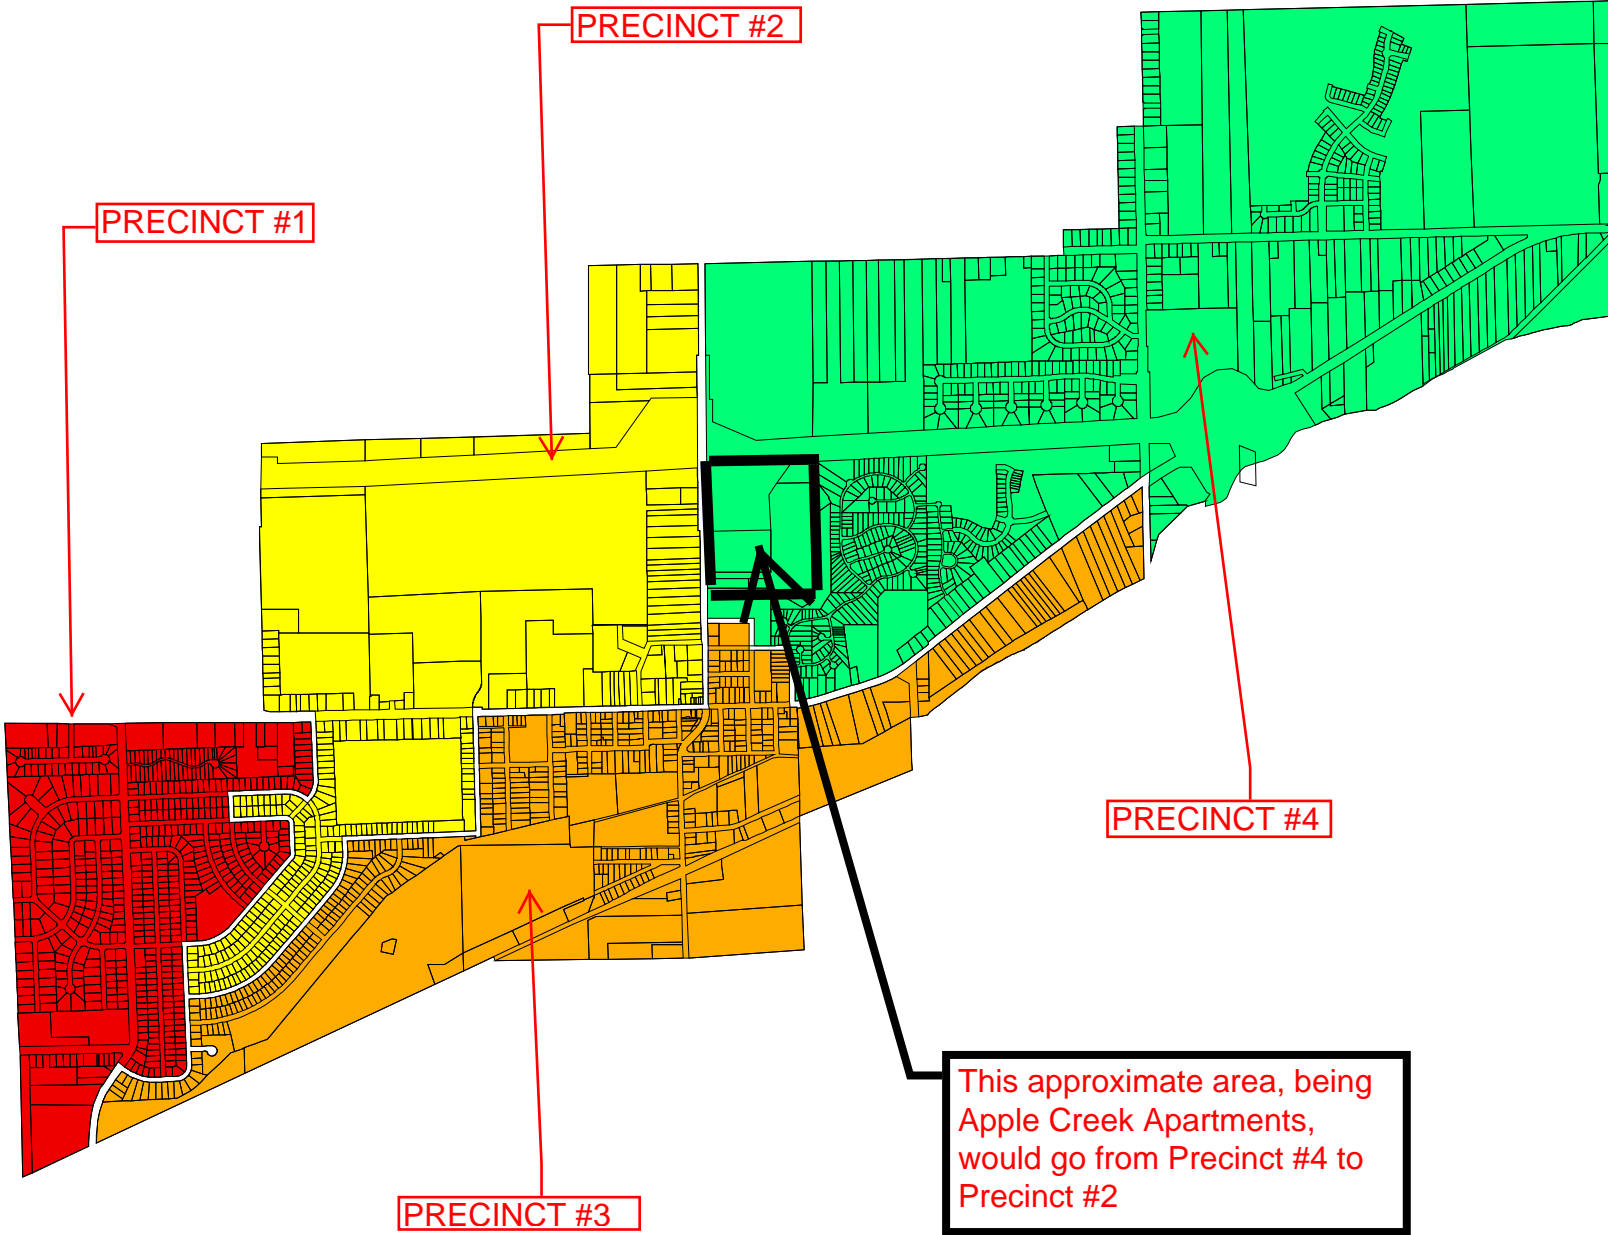 PRECINCT #2
PRECINCT #1
PRECINCT #4
This approximate area, being
Apple Creek Apartments,
would go from Precinct #4 to
Precinct #2
PRECINCT #3